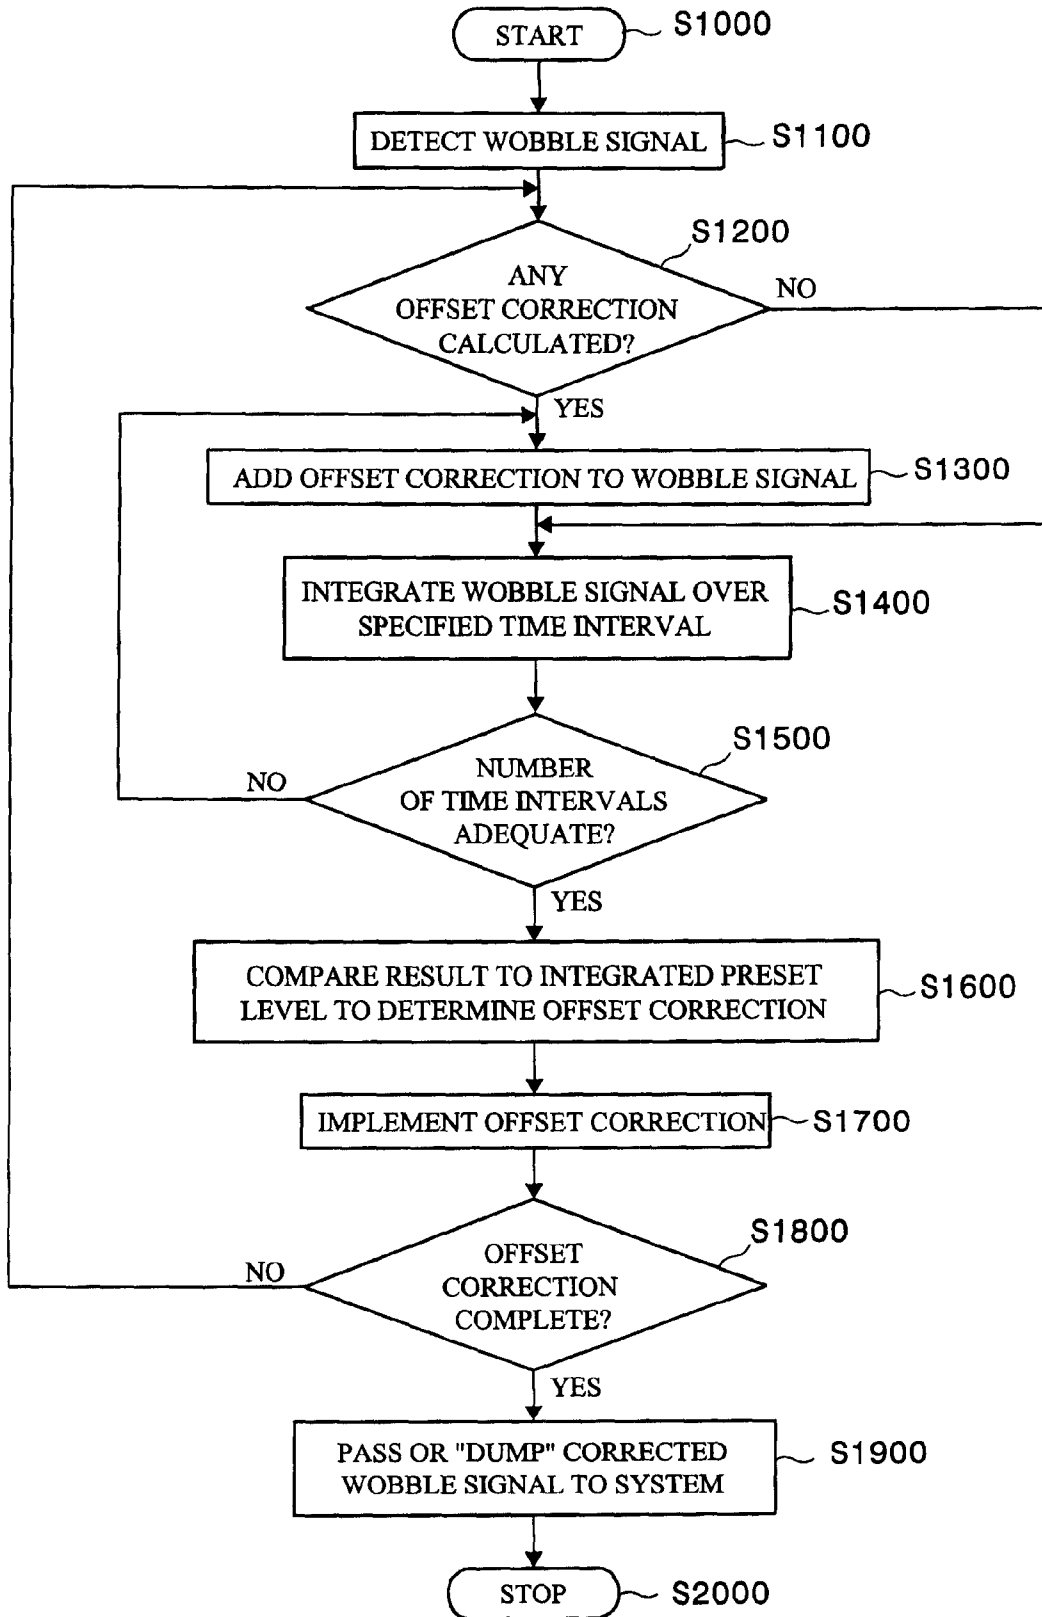 START
S1000
DETECT WOBBLE SIGNAL
S1100
S1200
ANY
OFFSET CORRECTION
CALCULATED?
NO
YES
ADD OFFSET CORRECTION TO WOBBLE SIGNAL
S1300
INTEGRATE WOBBLE SIGNAL OVER
SPECIFIED TIME INTERVAL
S1400
S1500
NUMBER
OF TIME INTERVALS
ADEQUATE?
NO
YES
COMPARE RESULT TO INTEGRATED PRESET
LEVEL TO DETERMINE OFFSET CORRECTION
S1600
IMPLEMENT OFFSET CORRECTION
S1700
S1800
OFFSET
CORRECTION
COMPLETE?
NO
YES
PASS OR "DUMP" CORRECTED
WOBBLE SIGNAL TO SYSTEM
S1900
STOP
S2000